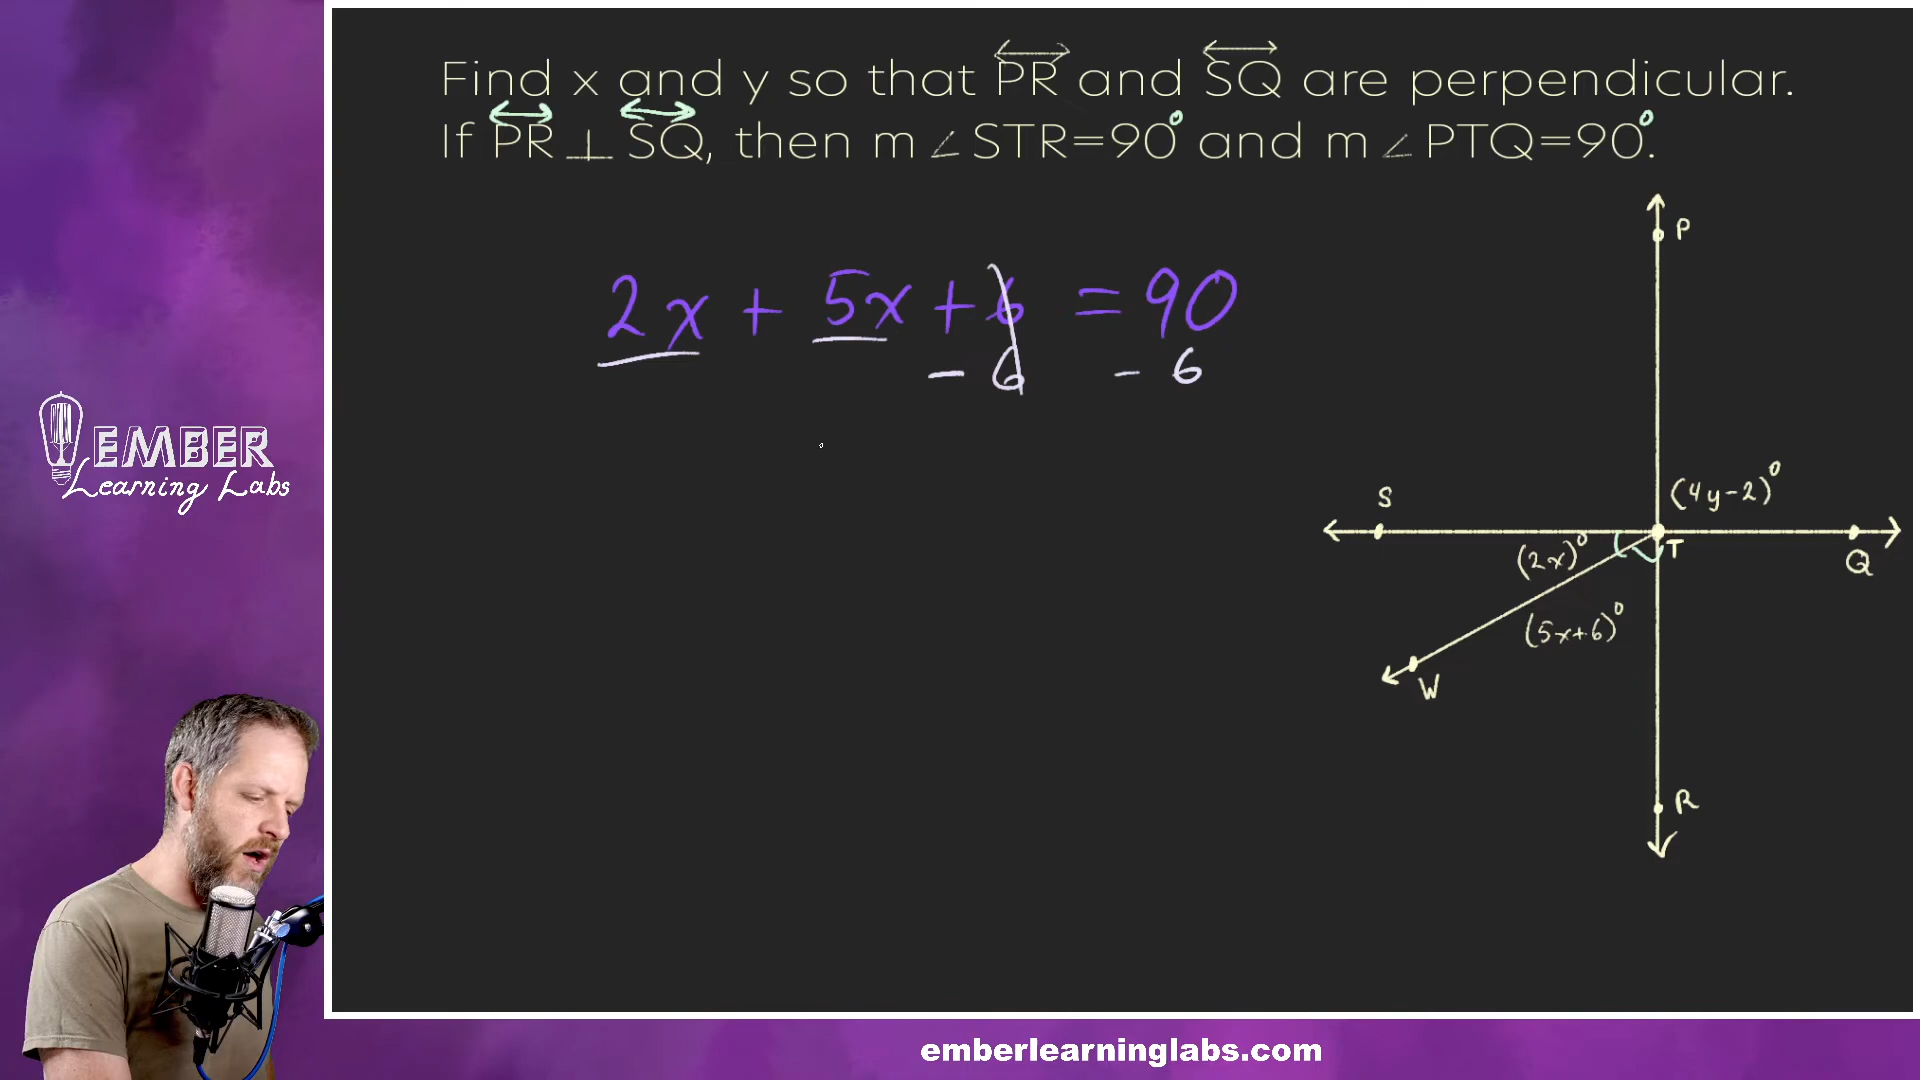 Find x and y so that PR and SQ are perpendicular.
If PR ⊥ SQ, then m∠STR=90° and m∠PTQ=90°.
2x + 5x + 6 = 90
- 6 - 6
P
(4y-2)°
S
T
Q
(2x)°
(5x+6)°
W
R
EMBER
Learning Labs
emberlearninglabs.com